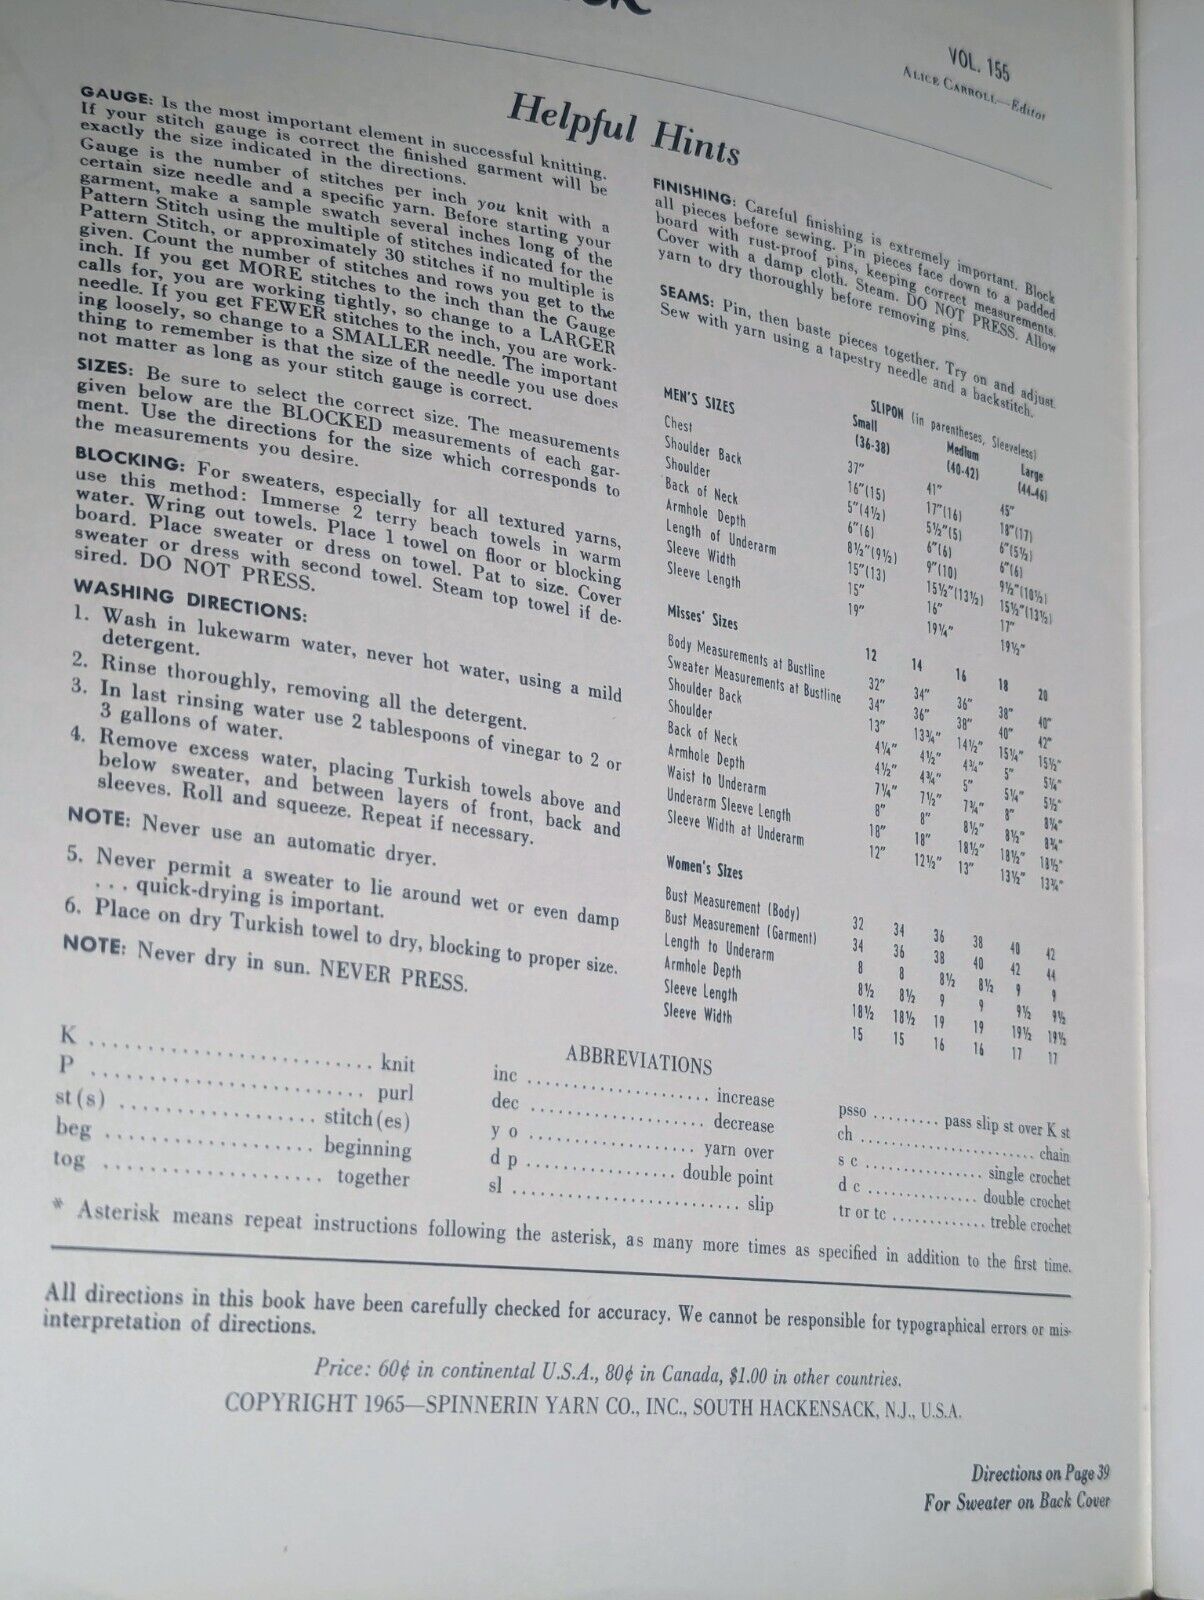 VOL. 155
ALICE CARROLL—Editor
Helpful Hints
GAUGE: Is the most important element in successful knitting.
If your stitch gauge is correct the finished garment will be
exactly the size indicated in the directions.
Gauge is the number of stitches per inch you knit with a
certain size needle and a specific yarn. Before starting your
garment, make a sample swatch several inches long of the
Pattern Stitch using the multiple of stitches indicated for the
Pattern Stitch, or approximately 30 stitches if no multiple is
given. Count the number of stitches and rows you get to the
inch. If you get MORE stitches to the inch than the Gauge
calls for, you are working tightly, so change to a LARGER
needle. If you get FEWER stitches to the inch, you are work-
ing loosely, so change to a SMALLER needle. The important
thing to remember is that the size of the needle you use does
not matter as long as your stitch gauge is correct.
SIZES: Be sure to select the correct size. The measurements
given below are the BLOCKED measurements of each gar-
ment. Use the directions for the size which corresponds to
the measurements you desire.
BLOCKING: For sweaters, especially for all textured yarns,
use this method: Immerse 2 terry beach towels in warm
water. Wring out towels. Place 1 towel on floor or blocking
board. Place sweater or dress on towel. Pat to size. Cover
sweater or dress with second towel. Steam top towel if de-
sired. DO NOT PRESS.
WASHING DIRECTIONS:
1. Wash in lukewarm water, never hot water, using a mild
detergent.
2. Rinse thoroughly, removing all the detergent.
3. In last rinsing water use 2 tablespoons of vinegar to 2 or
3 gallons of water.
4. Remove excess water, placing Turkish towels above and
below sweater, and between layers of front, back and
sleeves. Roll and squeeze. Repeat if necessary.
NOTE: Never use an automatic dryer.
5. Never permit a sweater to lie around wet or even damp
. . . quick-drying is important.
6. Place on dry Turkish towel to dry, blocking to proper size.
NOTE: Never dry in sun. NEVER PRESS.
FINISHING: Careful finishing is extremely important. Block
all pieces before sewing. Pin pieces face down to a padded
board with rust-proof pins, keeping correct measurements.
Cover with a damp cloth. Steam. DO NOT PRESS. Allow
yarn to dry thoroughly before removing pins.
SEAMS: Pin, then baste pieces together. Try on and adjust.
Sew with yarn using a tapestry needle and a backstitch.
MEN'S SIZES SLIPON (in parentheses, Sleeveless)
Small Medium Large
(36-38) (40-42) (44-46)
Chest 37" 41" 45"
Shoulder Back 16"(15) 17"(16) 18"(17)
Shoulder 5"(4½) 5½"(5) 6"(5½)
Back of Neck 6"(6) 6"(6) 6"(6)
Armhole Depth 8½"(9½) 9"(10) 9½"(10½)
Length of Underarm 15"(13) 15½"(13½) 15½"(13½)
Sleeve Width 15" 16" 17"
Sleeve Length 19" 19¼" 19½"
Misses' Sizes 12 14 16 18 20
Body Measurements at Bustline 32" 34" 36" 38" 40"
Sweater Measurements at Bustline 34" 36" 38" 40" 42"
Shoulder Back 13" 13¾" 14½" 15¼" 15½"
Shoulder 4¼" 4½" 4¾" 5" 5¼"
Back of Neck 4½" 4¾" 5" 5¼" 5½"
Armhole Depth 7¼" 7½" 7¾" 8" 8¼"
Waist to Underarm 8" 8" 8½" 8½" 8¾"
Underarm Sleeve Length 18" 18" 18½" 18½" 18½"
Sleeve Width at Underarm 12" 12½" 13" 13½" 13¾"
Women's Sizes
Bust Measurement (Body) 32 34 36 38 40 42
Bust Measurement (Garment) 34 36 38 40 42 44
Length to Underarm 8 8 8½ 8½ 9 9
Armhole Depth 8½ 8½ 9 9 9½ 9½
Sleeve Length 18½ 18½ 19 19 19½ 19½
Sleeve Width 15 15 16 16 17 17
ABBREVIATIONS
K .......................... knit
P .......................... purl
st (s) .................. stitch (es)
beg .................. beginning
tog .................. together
inc .................. increase
dec .................. decrease
y o .................. yarn over
d p .................. double point
sl .................. slip
psso ......... pass slip st over K st
ch .................. chain
s c .................. single crochet
d c .................. double crochet
tr or tc ............. treble crochet
* Asterisk means repeat instructions following the asterisk, as many more times as specified in addition to the first time.
All directions in this book have been carefully checked for accuracy. We cannot be responsible for typographical errors or mis-
interpretation of directions.
Price: 60¢ in continental U.S.A., 80¢ in Canada, $1.00 in other countries.
COPYRIGHT 1965—SPINNERIN YARN CO., INC., SOUTH HACKENSACK, N.J., U.S.A.
Directions on Page 39
For Sweater on Back Cover